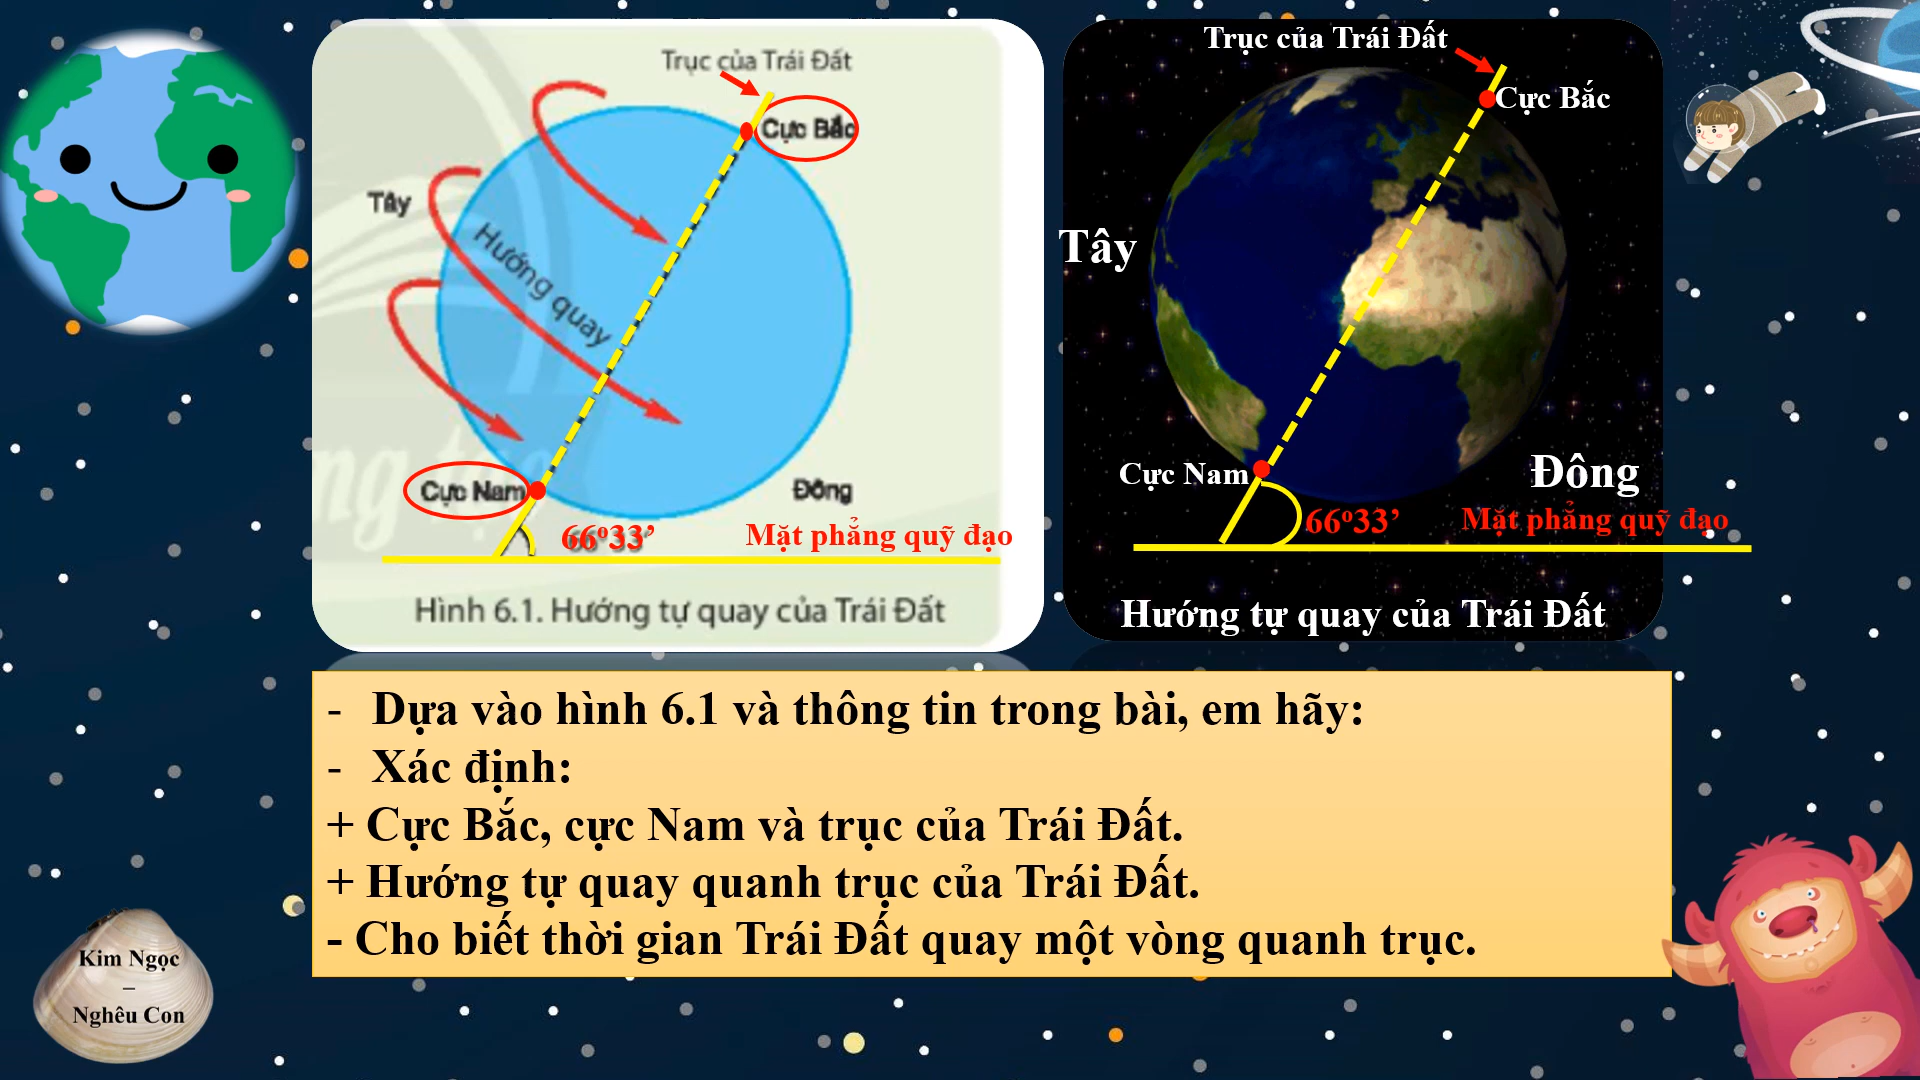 Trục của Trái Đất
Cực Bắc
Tây
Hướng quay
Cực Nam
Đông
66º33’
Mặt phẳng quỹ đạo
Hình 6.1. Hướng tự quay của Trái Đất
Trục của Trái Đất
Cực Bắc
Tây
Cực Nam
Đông
66º33’
Mặt phẳng quỹ đạo
Hướng tự quay của Trái Đất
- Dựa vào hình 6.1 và thông tin trong bài, em hãy:
- Xác định:
+ Cực Bắc, cực Nam và trục của Trái Đất.
+ Hướng tự quay quanh trục của Trái Đất.
- Cho biết thời gian Trái Đất quay một vòng quanh trục.
Kim Ngọc
–
Nghêu Con